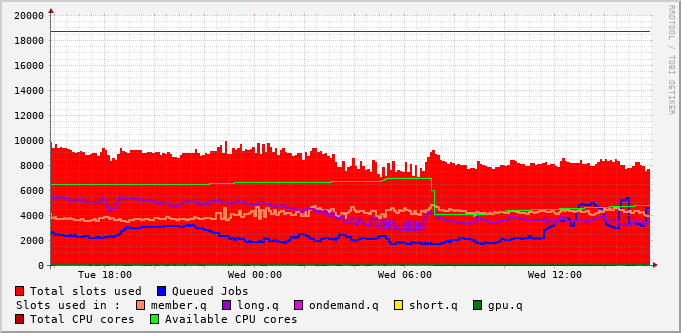 20000
18000
16000
14000
12000
10000
8000
6000
4000
2000
0
Tue 18:00 Wed 00:00 Wed 06:00 Wed 12:00
Total slots used Queued Jobs
Slots used in : member.q long.q ondemand.q short.q gpu.q
Total CPU cores Available CPU cores
RRDTOOL / TOBI OETIKER